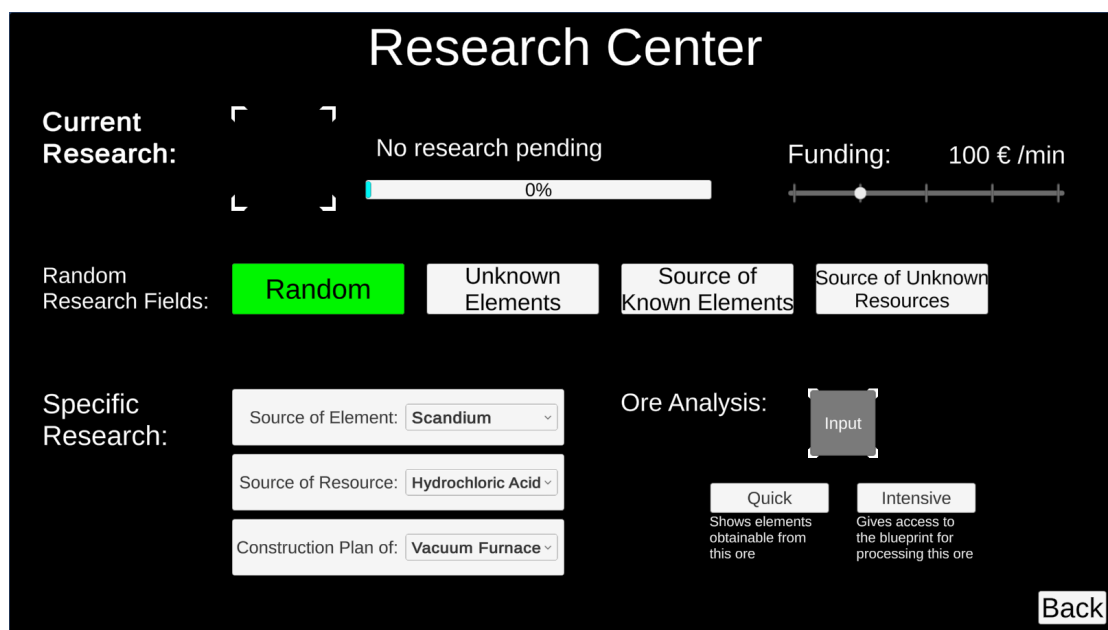 Research Center
Current
Research:
No research pending
0%
Funding:
100 € /min
Random
Research Fields:
Random
Unknown
Elements
Source of
Known Elements
Source of Unknown
Resources
Specific
Research:
Source of Element:
Scandium
Source of Resource:
Hydrochloric Acid
Construction Plan of:
Vacuum Furnace
Ore Analysis:
Input
Quick
Shows elements
obtainable from
this ore
Intensive
Gives access to
the blueprint for
processing this ore
Back